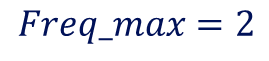 Freq_max = 2